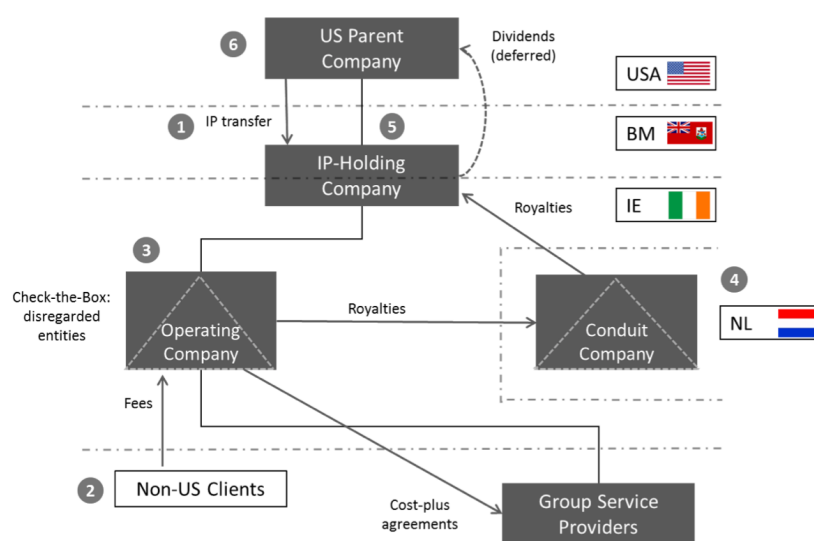 6
US Parent
Company
Dividends
(deferred)
USA
1
IP transfer
5
BM
IP-Holding
Company
IE
Royalties
3
4
Check-the-Box:
disregarded
entities
Operating
Company
Royalties
Conduit
Company
NL
Fees
2
Non-US Clients
Cost-plus
agreements
Group Service
Providers